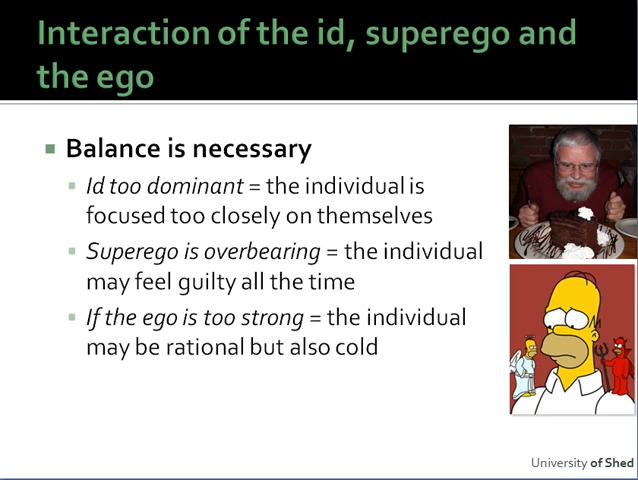 Interaction of the id, superego and
the ego
Balance is necessary
Id too dominant = the individual is
focused too closely on themselves
Superego is overbearing = the individual
may feel guilty all the time
If the ego is too strong = the individual
may be rational but also cold
University of Shed